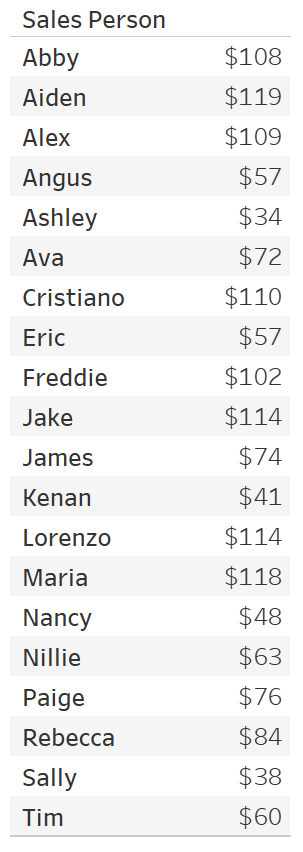 Sales Person
Abby $108
Aiden $119
Alex $109
Angus $57
Ashley $34
Ava $72
Cristiano $110
Eric $57
Freddie $102
Jake $114
James $74
Kenan $41
Lorenzo $114
Maria $118
Nancy $48
Nillie $63
Paige $76
Rebecca $84
Sally $38
Tim $60